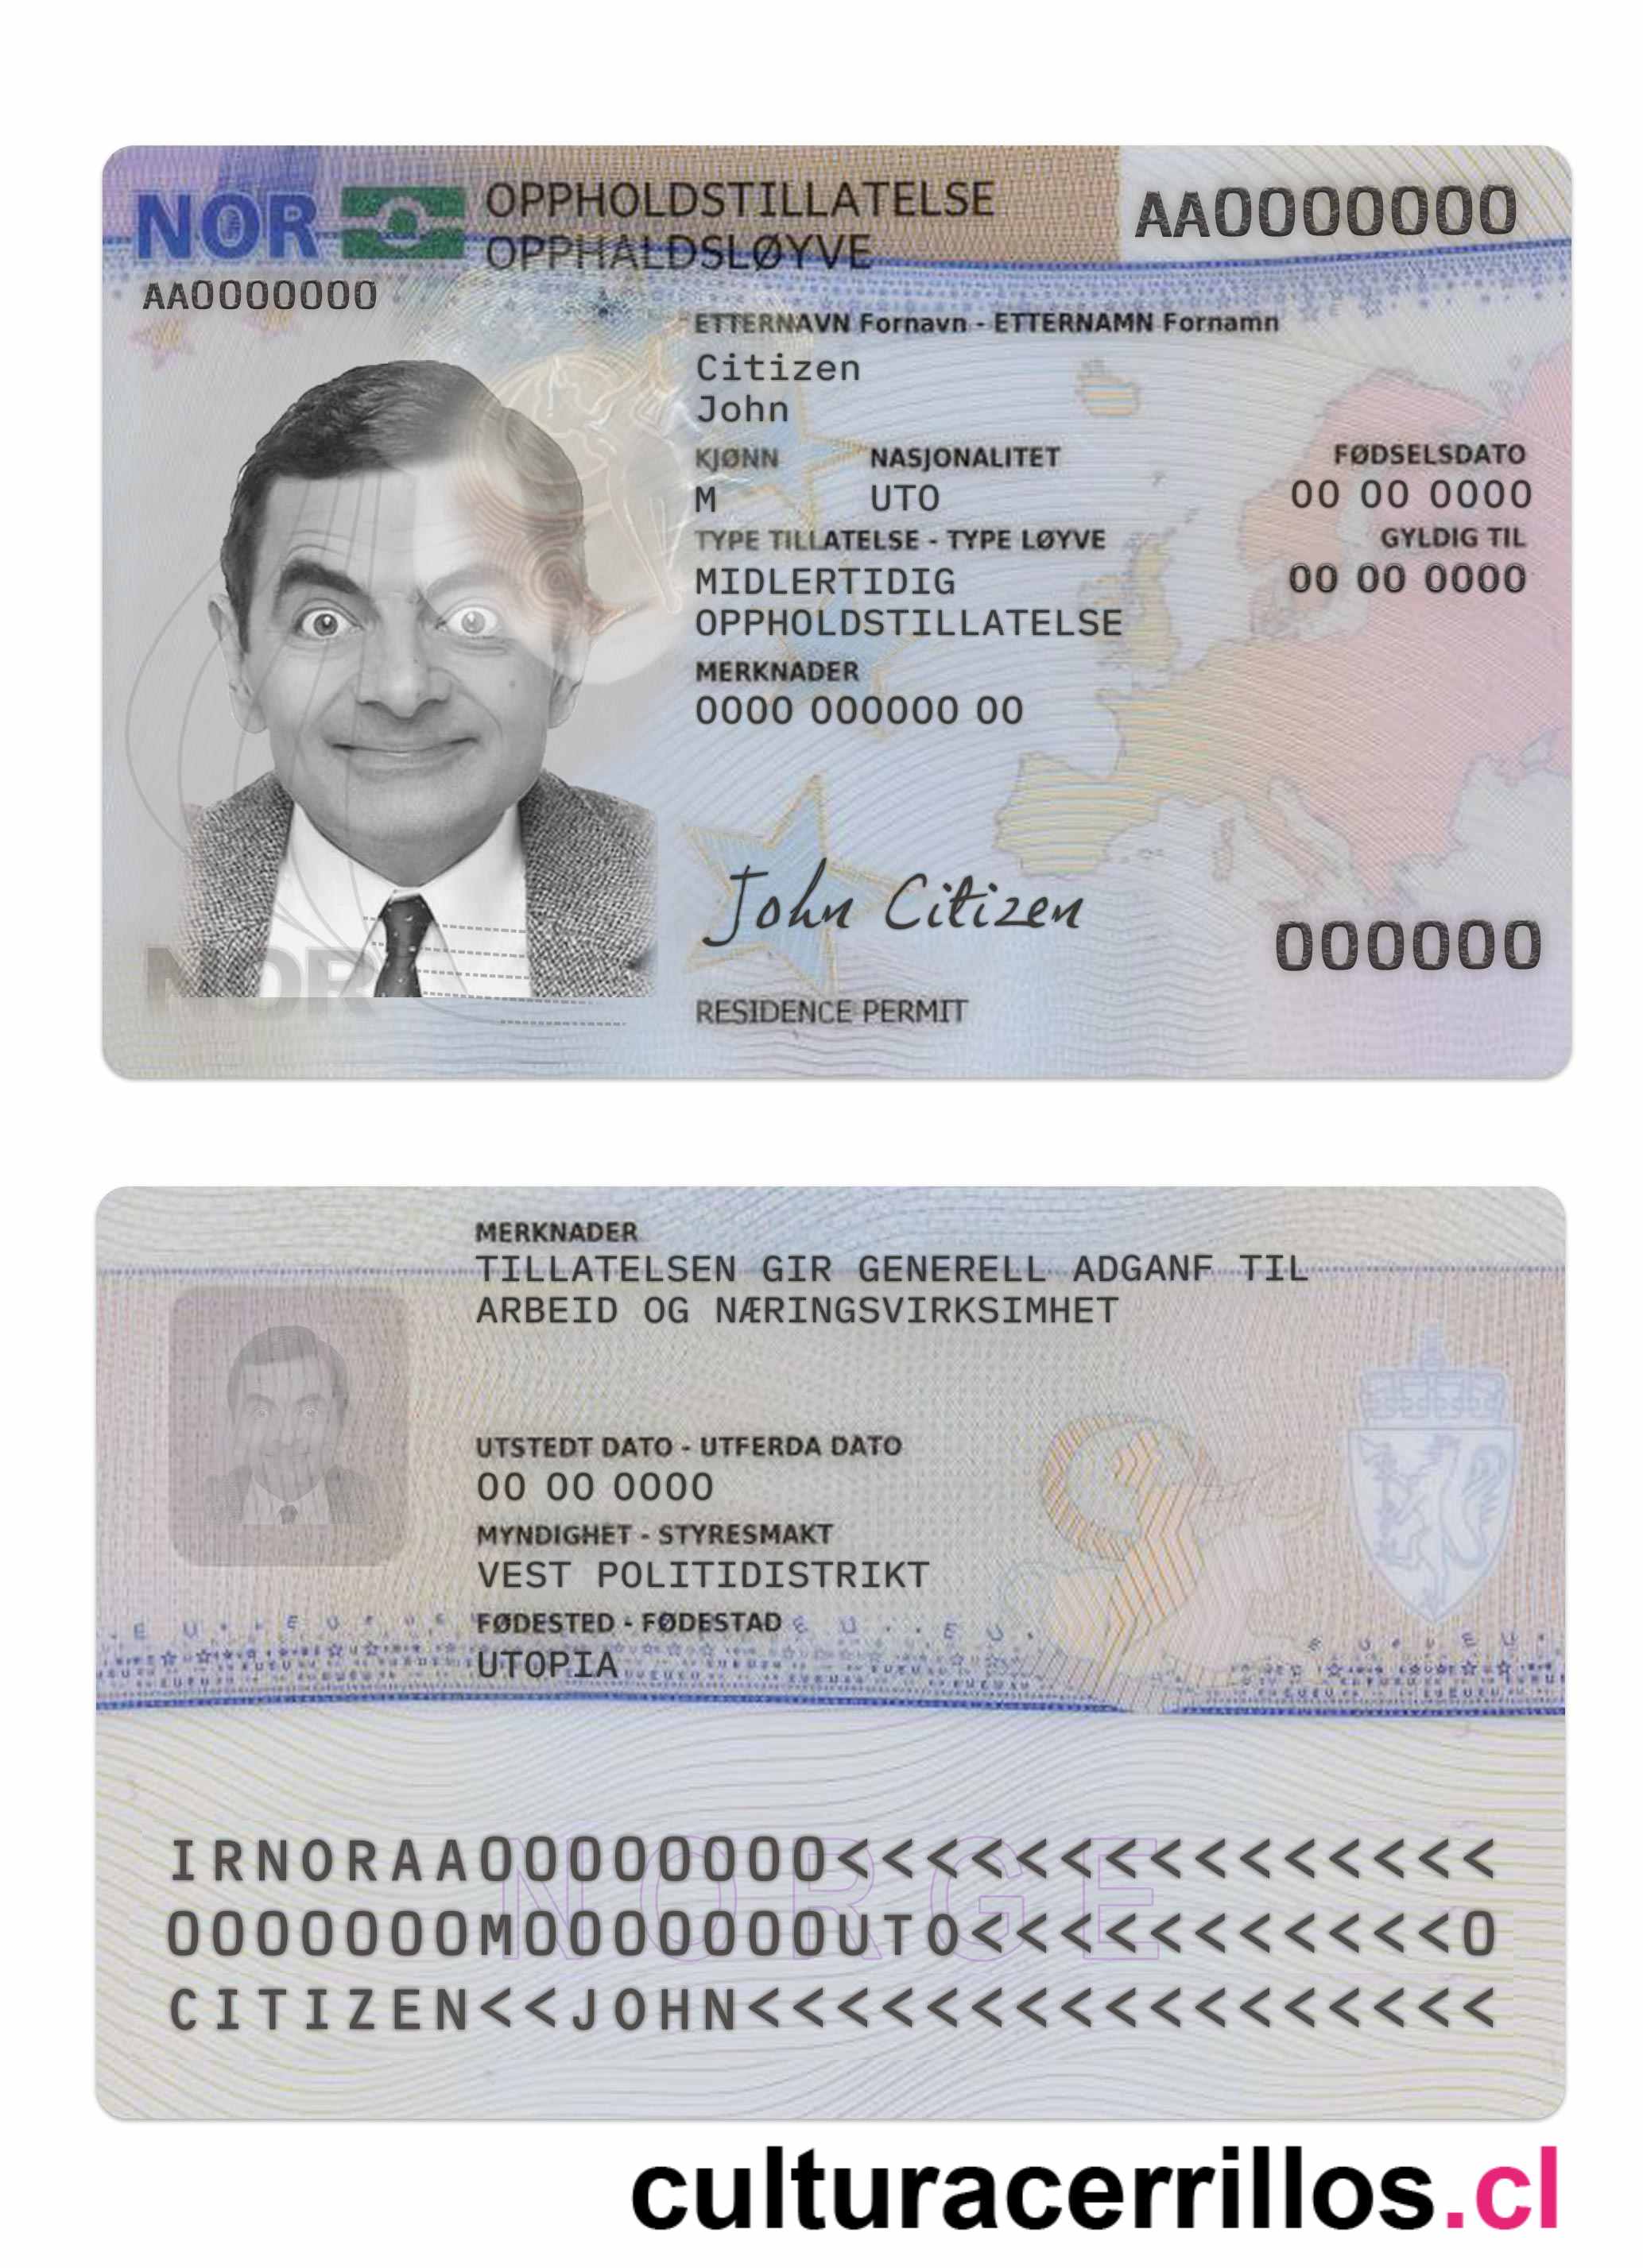 NOR OPPHOLDSTILLATELSE AA0000000
OPPHALDSLØYVE
AA0000000
ETTERNAVN Fornavn - ETTERNAMN Fornamn
Citizen
John
KJØNN NASJONALITET FØDSELSDATO
M UTO 00 00 0000
TYPE TILLATELSE - TYPE LØYVE GYLDIG TIL
MIDLERTIDIG 00 00 0000
OPPHOLDSTILLATELSE
MERKNADER
0000 000000 00
John Citizen
000000
NOR
RESIDENCE PERMIT
MERKNADER
TILLATELSEN GIR GENERELL ADGANF TIL
ARBEID OG NÆRINGSVIRKSIMHET
UTSTEDT DATO - UTFERDA DATO
00 00 0000
MYNDIGHET - STYRESMAKT
VEST POLITIDISTRIKT
FØDESTED - FØDESTAD
UTOPIA
NORGE
IRNORAA00000000<<<<<<<<<<<<<<<
0000000M0000000UTO<<<<<<<<<<<0
CITIZEN<<JOHN<<<<<<<<<<<<<<<<<
culturacerrillos.cl